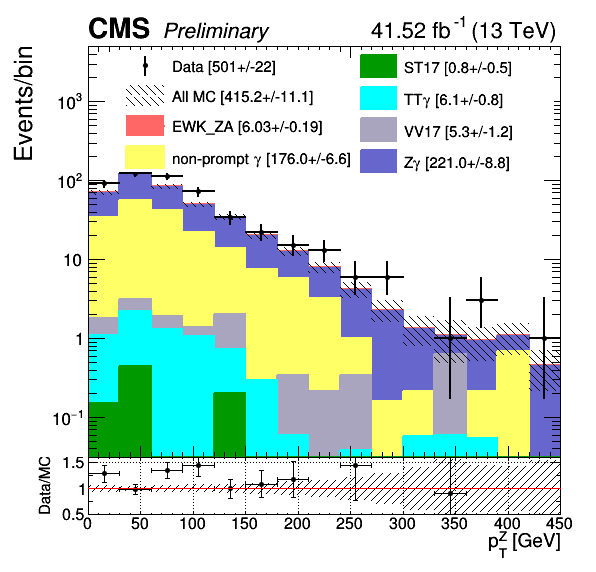 CMS Preliminary 41.52 fb⁻¹ (13 TeV)
Events/bin
Data [501+/-22]
All MC [415.2+/-11.1]
EWK_ZA [6.03+/-0.19]
non-prompt γ [176.0+/-6.6]
ST17 [0.8+/-0.5]
TTγ [6.1+/-0.8]
VV17 [5.3+/-1.2]
Zγ [221.0+/-8.8]
10³
10²
10
1
10⁻¹
Data/MC
1.5
1
0.5
0 50 100 150 200 250 300 350 400 450
p_T^Z [GeV]